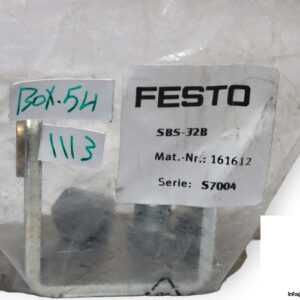 BOX.54
1113
FESTO
SBS-32B
Mat.-Nr.: 161612
Serie: S7004